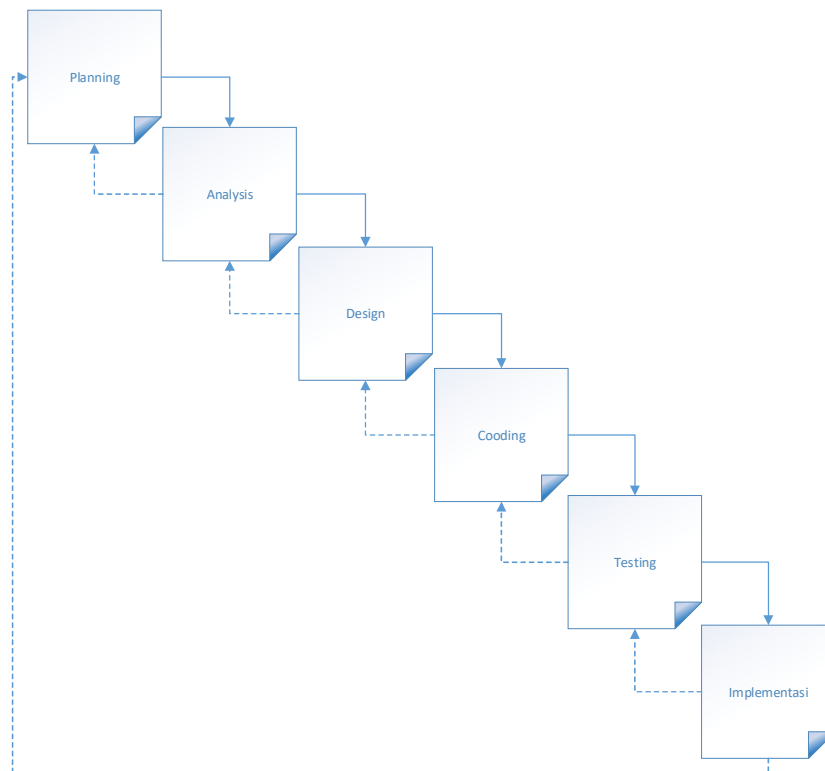 Planning
Analysis
Design
Cooding
Testing
Implementasi